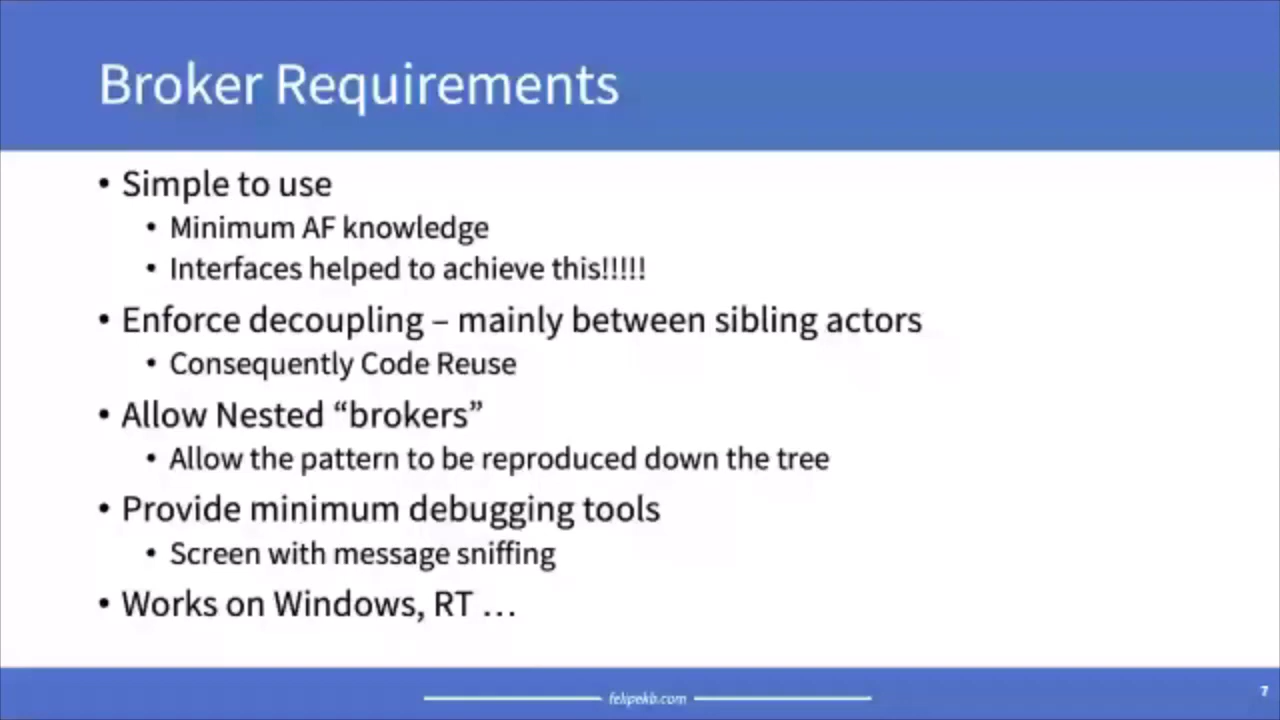 Broker Requirements
• Simple to use
• Minimum AF knowledge
• Interfaces helped to achieve this!!!!!
• Enforce decoupling – mainly between sibling actors
• Consequently Code Reuse
• Allow Nested “brokers”
• Allow the pattern to be reproduced down the tree
• Provide minimum debugging tools
• Screen with message sniffing
• Works on Windows, RT …
felipekb.com
7